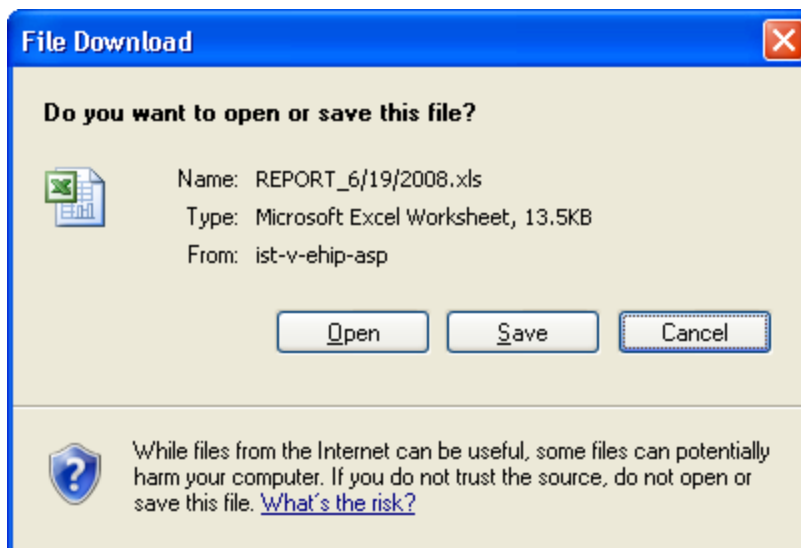 File Download
Do you want to open or save this file?
Name: REPORT_6/19/2008.xls
Type: Microsoft Excel Worksheet, 13.5KB
From: ist-v-ehip-asp
Open Save Cancel
While files from the Internet can be useful, some files can potentially
harm your computer. If you do not trust the source, do not open or
save this file. What's the risk?